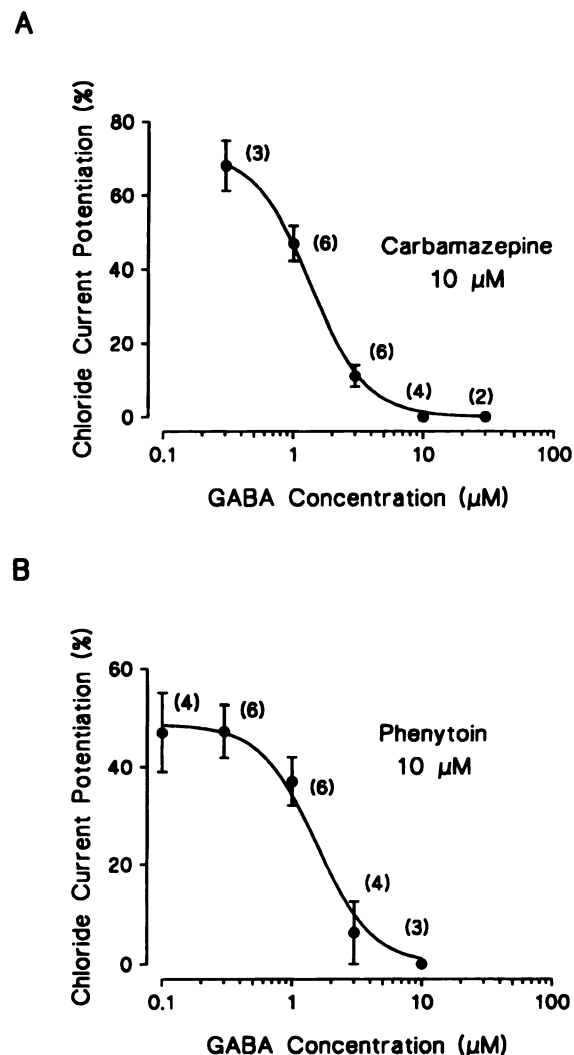 A
Chloride Current Potentiation (%)
80
60
40
20
0
(3)
(6)
(6)
(4)
(2)
Carbamazepine
10 μM
0.1
1
10
100
GABA Concentration (μM)
B
Chloride Current Potentiation (%)
60
40
20
0
(4)
(6)
(6)
(4)
(3)
Phenytoin
10 μM
0.1
1
10
100
GABA Concentration (μM)